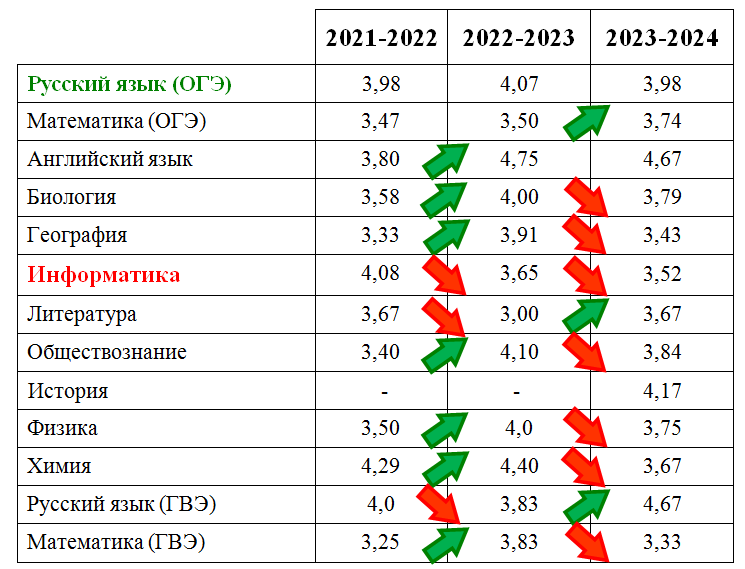 2021-2022 2022-2023 2023-2024
Русский язык (ОГЭ) 3,98 4,07 3,98
Математика (ОГЭ) 3,47 3,50 3,74
Английский язык 3,80 4,75 4,67
Биология 3,58 4,00 3,79
География 3,33 3,91 3,43
Информатика 4,08 3,65 3,52
Литература 3,67 3,00 3,67
Обществознание 3,40 4,10 3,84
История - - 4,17
Физика 3,50 4,0 3,75
Химия 4,29 4,40 3,67
Русский язык (ГВЭ) 4,0 3,83 4,67
Математика (ГВЭ) 3,25 3,83 3,33